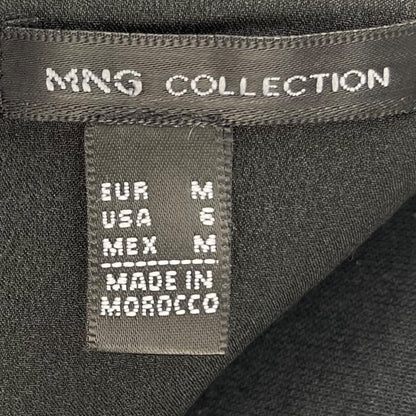 MNG COLLECTION
EUR M
USA 6
MEX M
MADE IN
MOROCCO